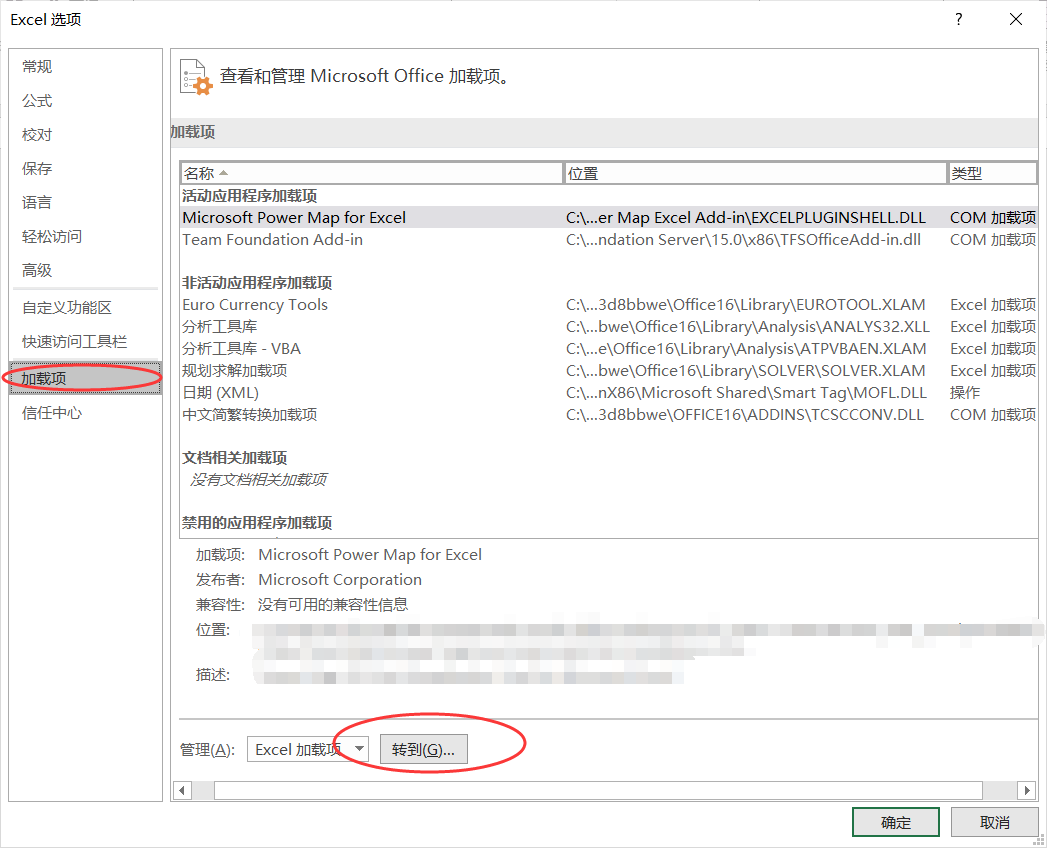 Excel 选项
?
常规
公式
校对
保存
语言
轻松访问
高级
自定义功能区
快速访问工具栏
加载项
信任中心
查看和管理 Microsoft Office 加载项。
加载项
名称 位置 类型
活动应用程序加载项
Microsoft Power Map for Excel C:\...er Map Excel Add-in\EXCELPLUGINSHELL.DLL COM 加载项
Team Foundation Add-in C:\...ndation Server\15.0\x86\TFSOfficeAdd-in.dll COM 加载项
非活动应用程序加载项
Euro Currency Tools C:\...3d8bbwe\Office16\Library\EUROTOOL.XLAM Excel 加载项
分析工具库 C:\...bwe\Office16\Library\Analysis\ANALYS32.XLL Excel 加载项
分析工具库 - VBA C:\...e\Office16\Library\Analysis\ATPVBAEN.XLAM Excel 加载项
规划求解加载项 C:\...bwe\Office16\Library\SOLVER\SOLVER.XLAM Excel 加载项
日期 (XML) C:\...nX86\Microsoft Shared\Smart Tag\MOFL.DLL 操作
中文简繁转换加载项 C:\...3d8bbwe\OFFICE16\ADDINS\TCSCCONV.DLL COM 加载项
文档相关加载项
没有文档相关加载项
禁用的应用程序加载项
加载项: Microsoft Power Map for Excel
发布者: Microsoft Corporation
兼容性: 没有可用的兼容性信息
位置:
描述:
管理(A): Excel 加载项 转到(G)...
确定 取消